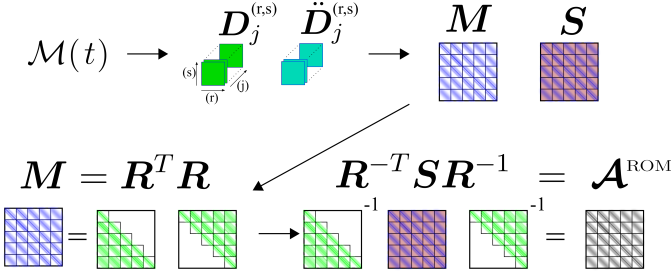 𝓜(t) D_j^(r,s) D̈_j^(r,s) M S
(s) (r) (j)
M = R^T R R^-T S R^-1 = 𝓐^ROM
= -1 -1 =